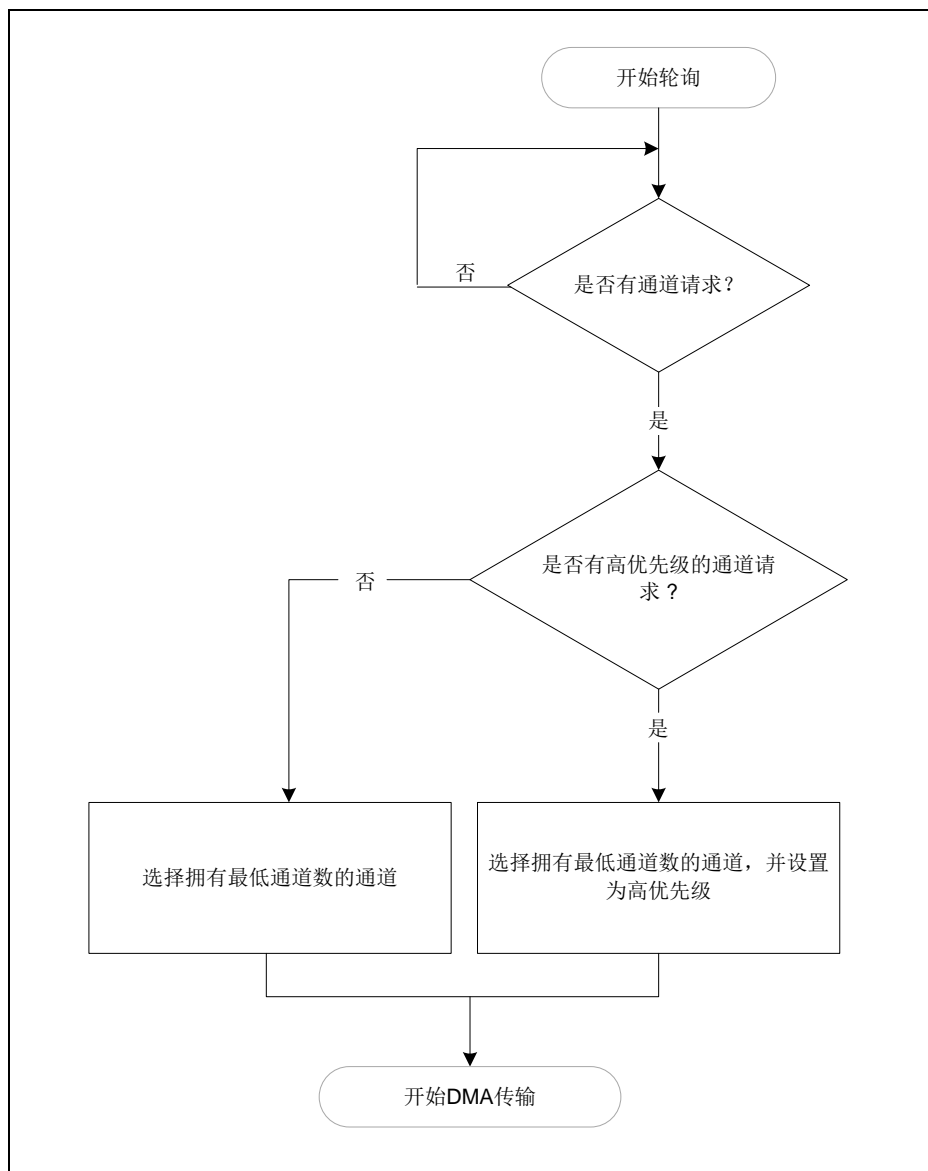 开始轮询
否
是否有通道请求？
是
是否有高优先级的通道请
求？
否
是
选择拥有最低通道数的通道
选择拥有最低通道数的通道，并设置
为高优先级
开始DMA传输